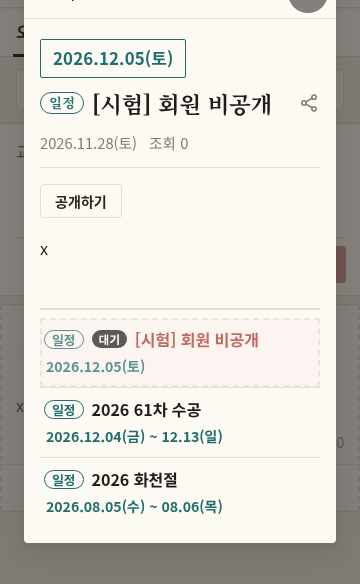 2026.12.05(토)
일정 [시험] 회원 비공개
2026.11.28(토) 조회 0
공개하기
x
일정 대기 [시험] 회원 비공개
2026.12.05(토)
일정 2026 61차 수공
2026.12.04(금) ~ 12.13(일)
일정 2026 화천절
2026.08.05(수) ~ 08.06(목)
x
0